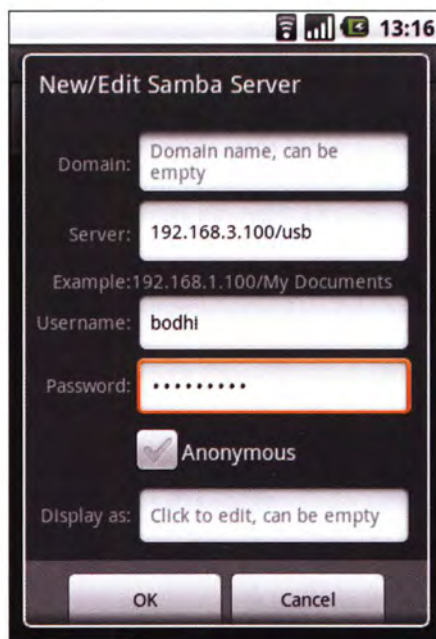 13:16
New/Edit Samba Server
Domain:
Domain name, can be
empty
Server:
192.168.3.100/usb
Example:192.168.1.100/My Documents
Username:
bodhi
Password:
•••••••••
Anonymous
Display as:
Click to edit, can be empty
OK
Cancel